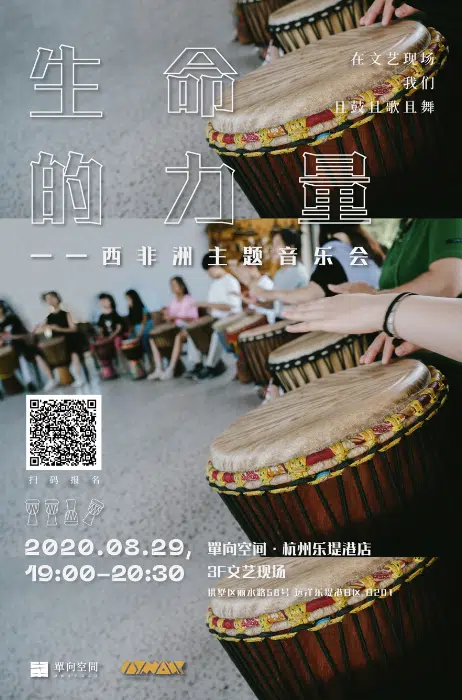 生命
在文艺现场
我们
且鼓且歌且舞
的力量
——西非洲主题音乐会
扫码报名
2020.08.29,
19:00-20:30
單向空间·杭州乐堤港店
3F文艺现场
拱墅区丽水路58号 远洋乐堤港B区 B201
單向空間